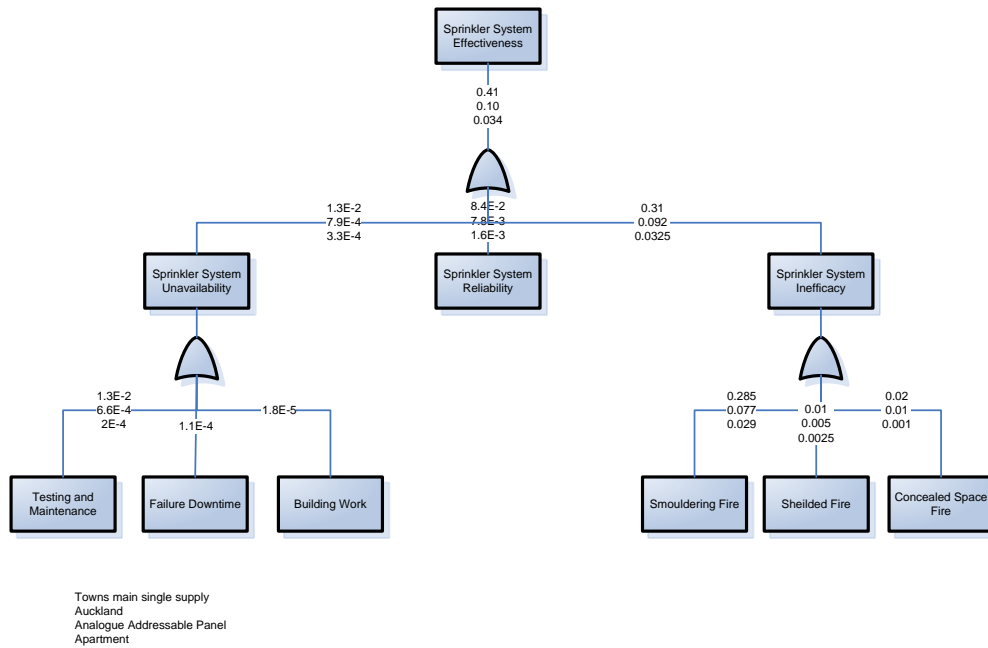 Sprinkler System
Effectiveness
0.41
0.10
0.034
1.3E-2
7.9E-4
3.3E-4
8.4E-2
7.8E-3
1.6E-3
0.31
0.092
0.0325
Sprinkler System
Unavailability
Sprinkler System
Reliability
Sprinkler System
Inefficacy
1.3E-2
6.6E-4
2E-4
1.1E-4
1.8E-5
0.285
0.077
0.029
0.01
0.005
0.0025
0.02
0.01
0.001
Testing and
Maintenance
Failure Downtime
Building Work
Smouldering Fire
Sheilded Fire
Concealed Space
Fire
Towns main single supply
Auckland
Analogue Addressable Panel
Apartment